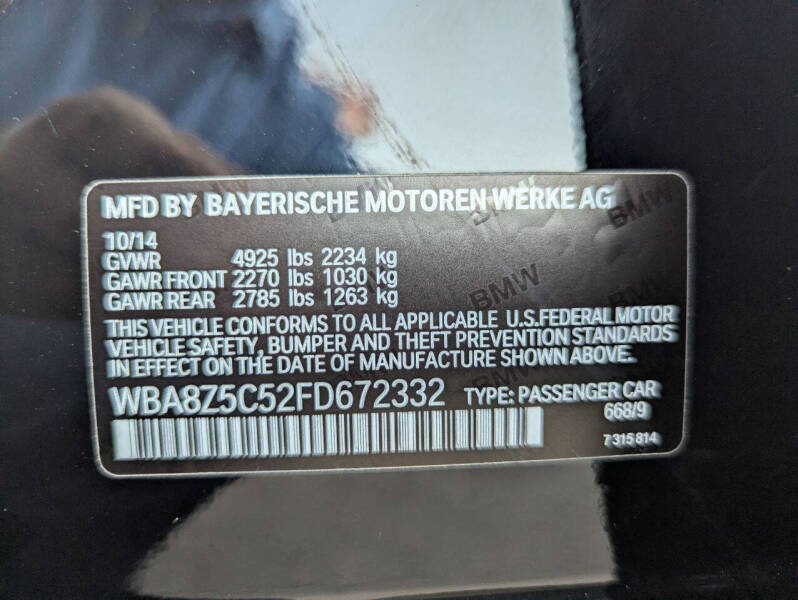 MFD BY BAYERISCHE MOTOREN WERKE AG
10/14
GVWR 4925 lbs 2234 kg
GAWR FRONT 2270 lbs 1030 kg
GAWR REAR 2785 lbs 1263 kg
THIS VEHICLE CONFORMS TO ALL APPLICABLE U.S.FEDERAL MOTOR
VEHICLE SAFETY, BUMPER AND THEFT PREVENTION STANDARDS
IN EFFECT ON THE DATE OF MANUFACTURE SHOWN ABOVE.
WBA8Z5C52FD672332 TYPE: PASSENGER CAR
668/9
7 315 814
BMW
BMW